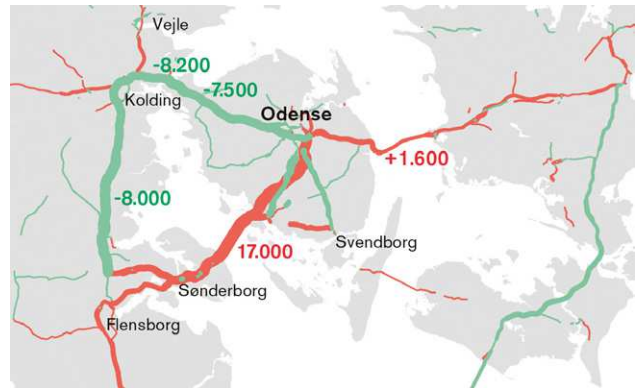 Vejle
-8.200
-7.500
Kolding
Odense
+1.600
-8.000
Svendborg
17.000
Sønderborg
Flensborg